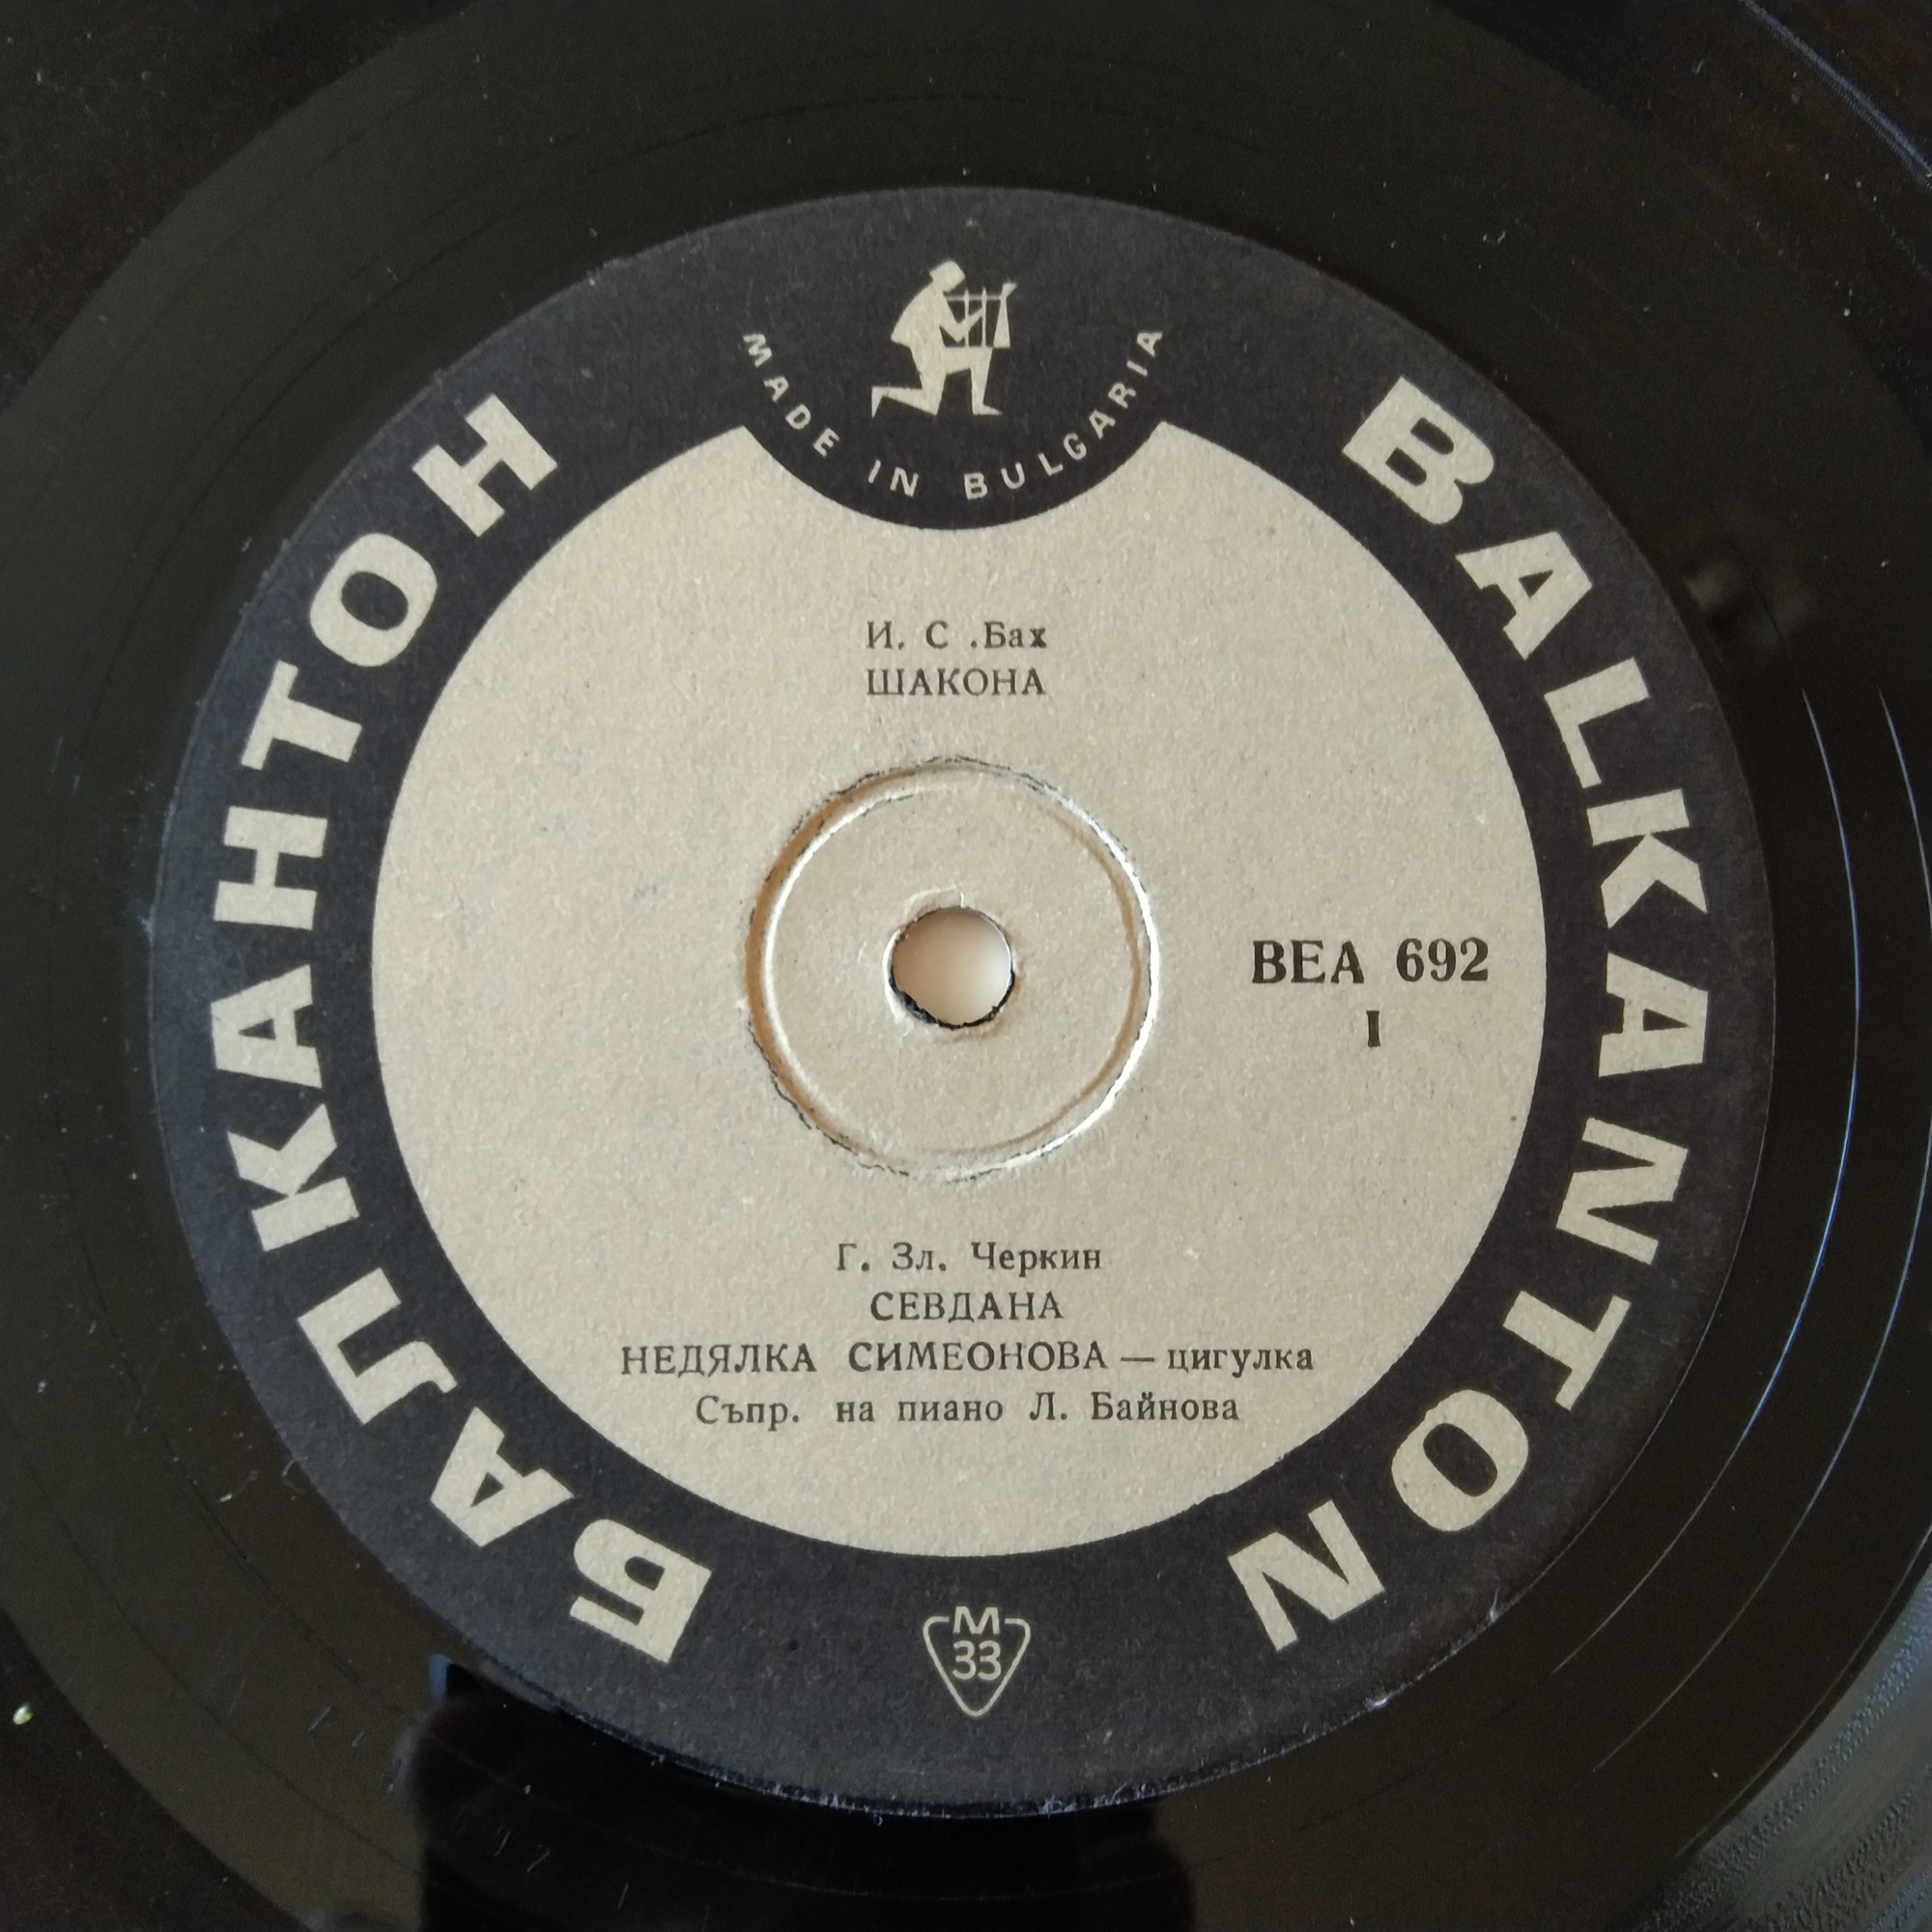 MADE IN BULGARIA
БАЛКАНТОН
BALKANTON
И. С .Бах
ШАКОНА
ВЕА 692
I
Г. Зл. Черкин
СЕВДАНА
НЕДЯЛКА СИМЕОНОВА — цигулка
Съпр. на пиано Л. Байнова
М
33